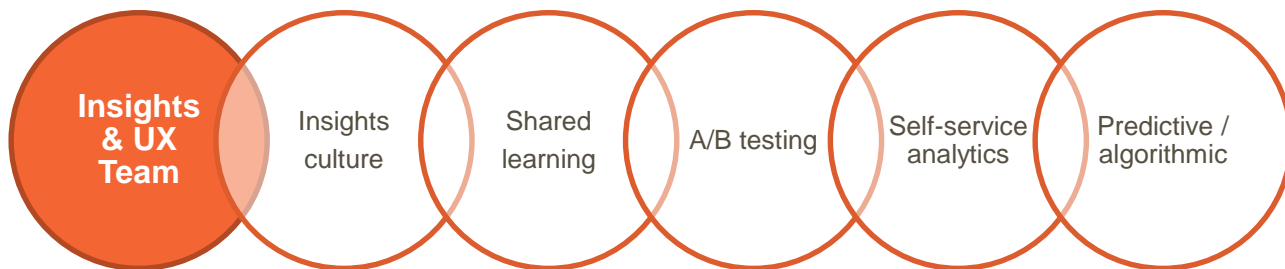 Insights
& UX
Team
Insights
culture
Shared
learning
A/B testing
Self-service
analytics
Predictive /
algorithmic